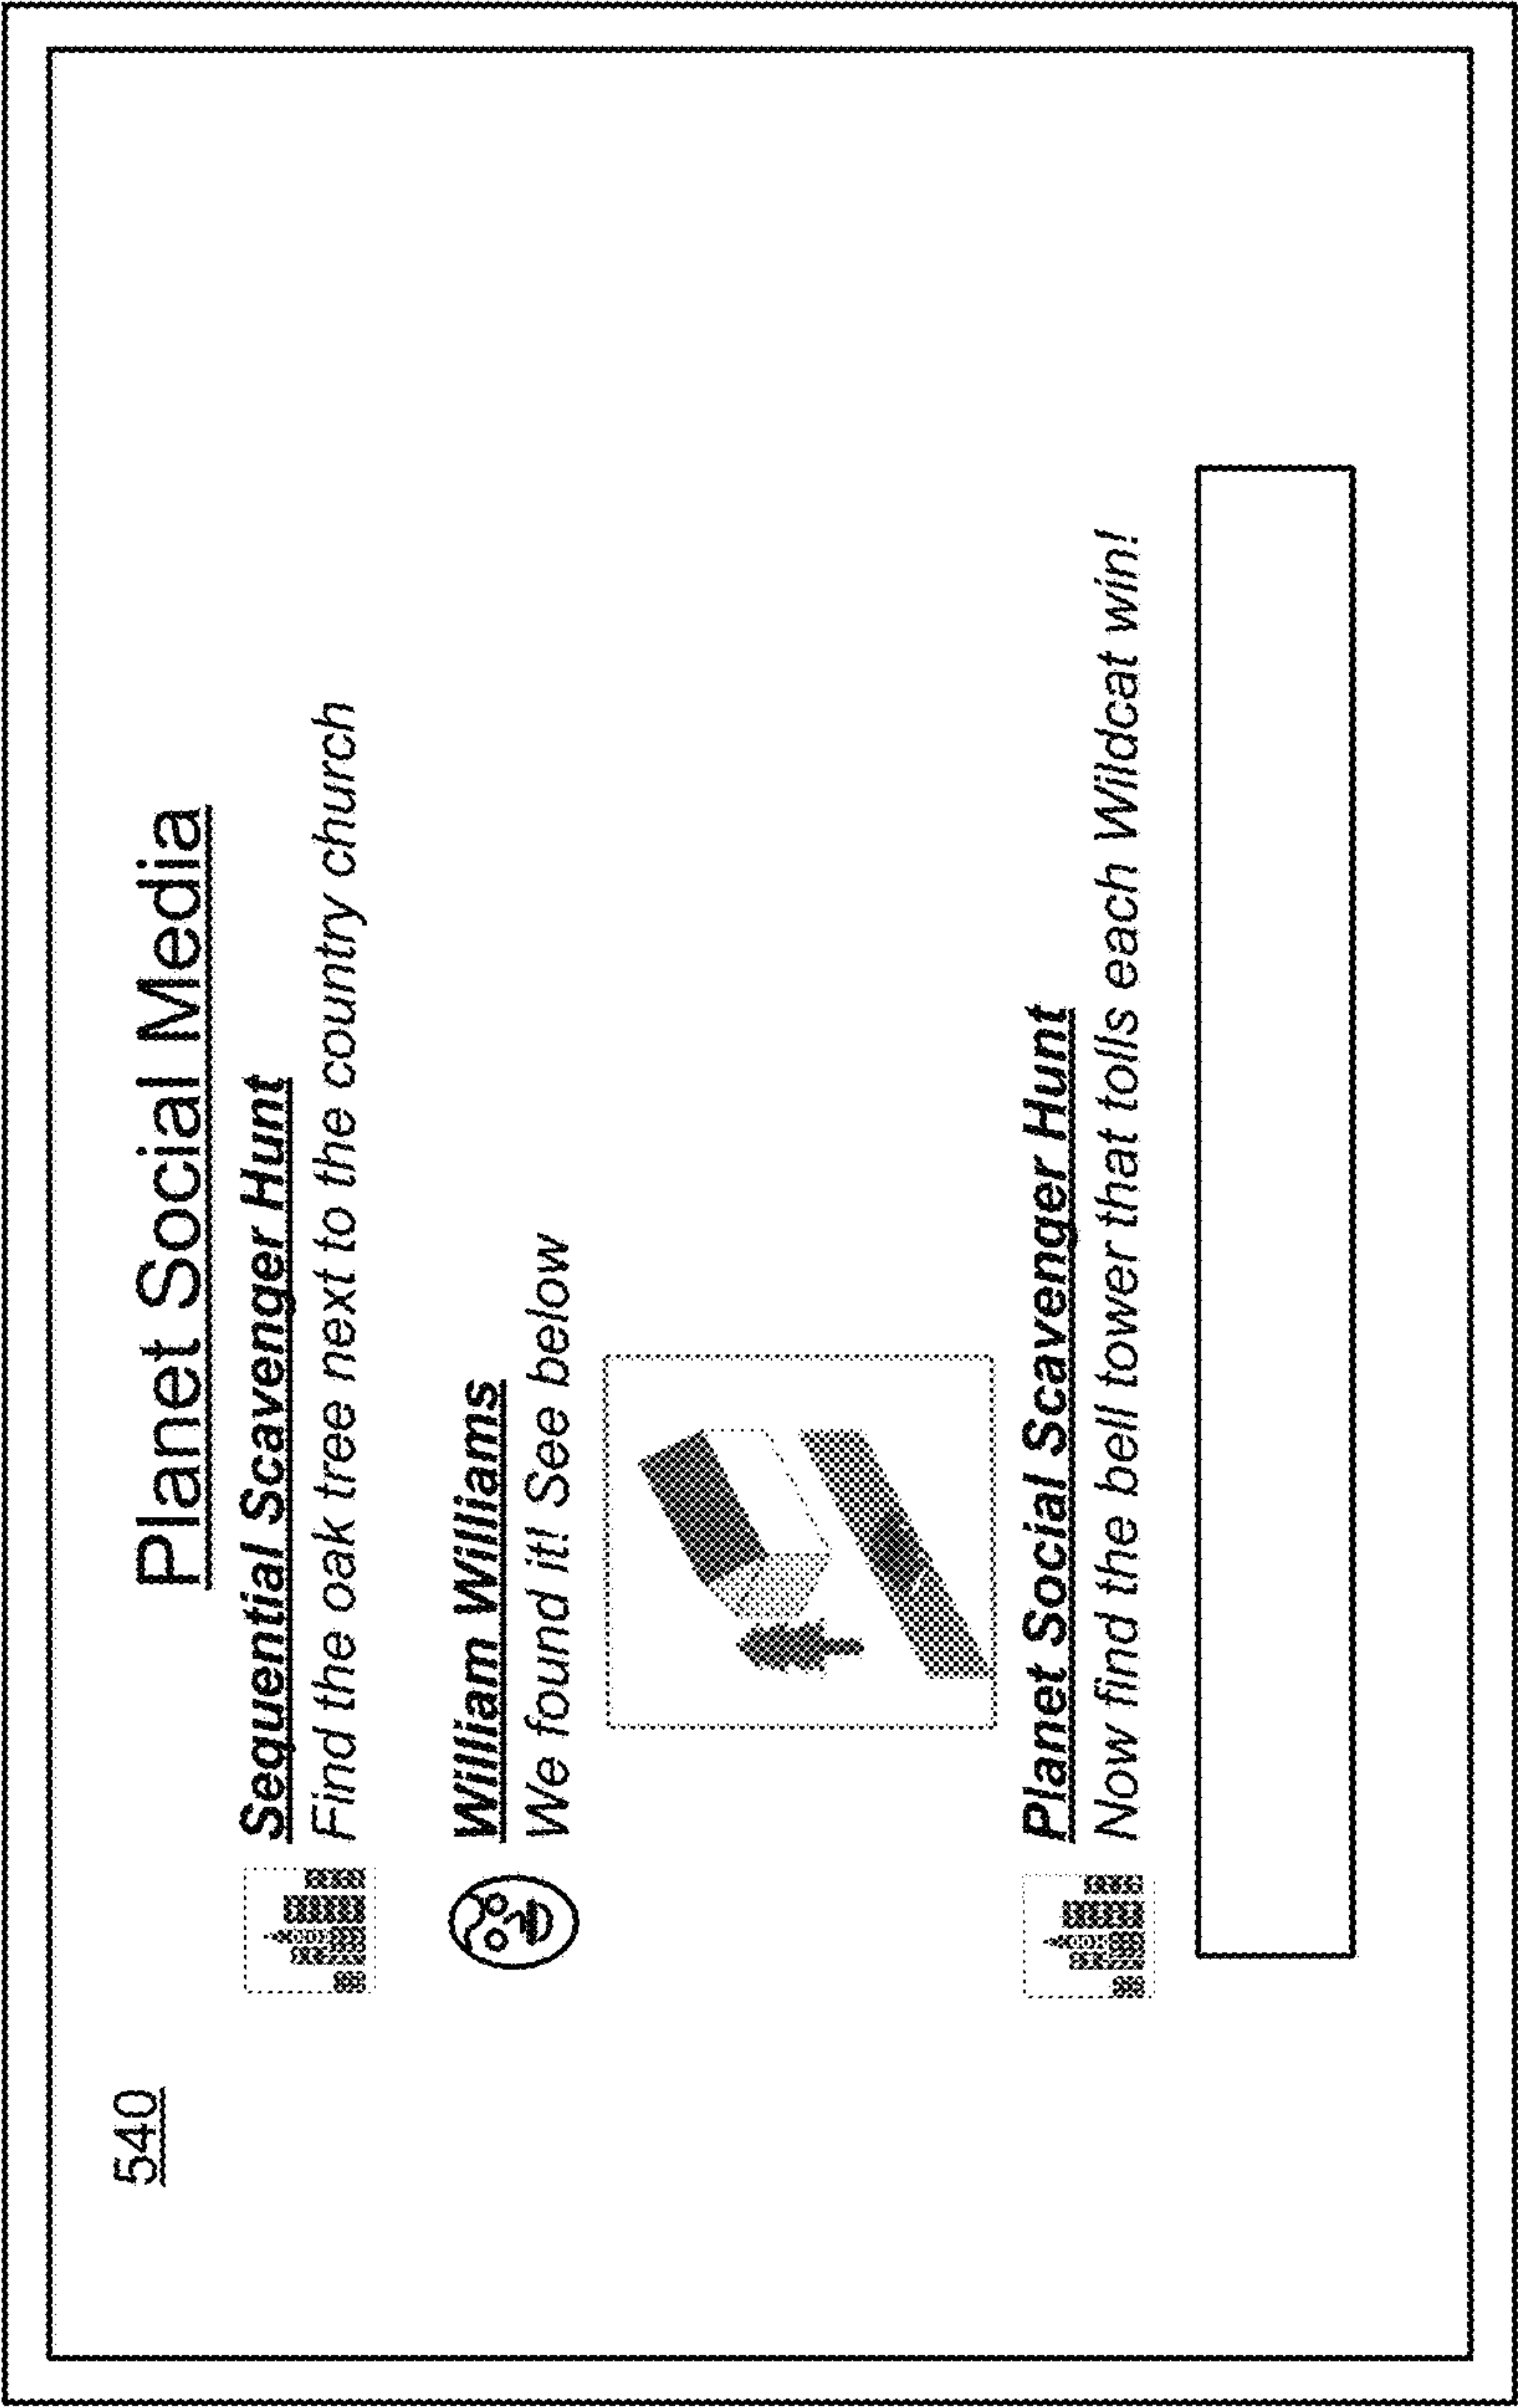 540
Planet Social Media
Sequential Scavenger Hunt
Find the oak tree next to the country church
William Williams
We found it! See below
Planet Social Scavenger Hunt
Now find the bell tower that tolls each Wildcat win!